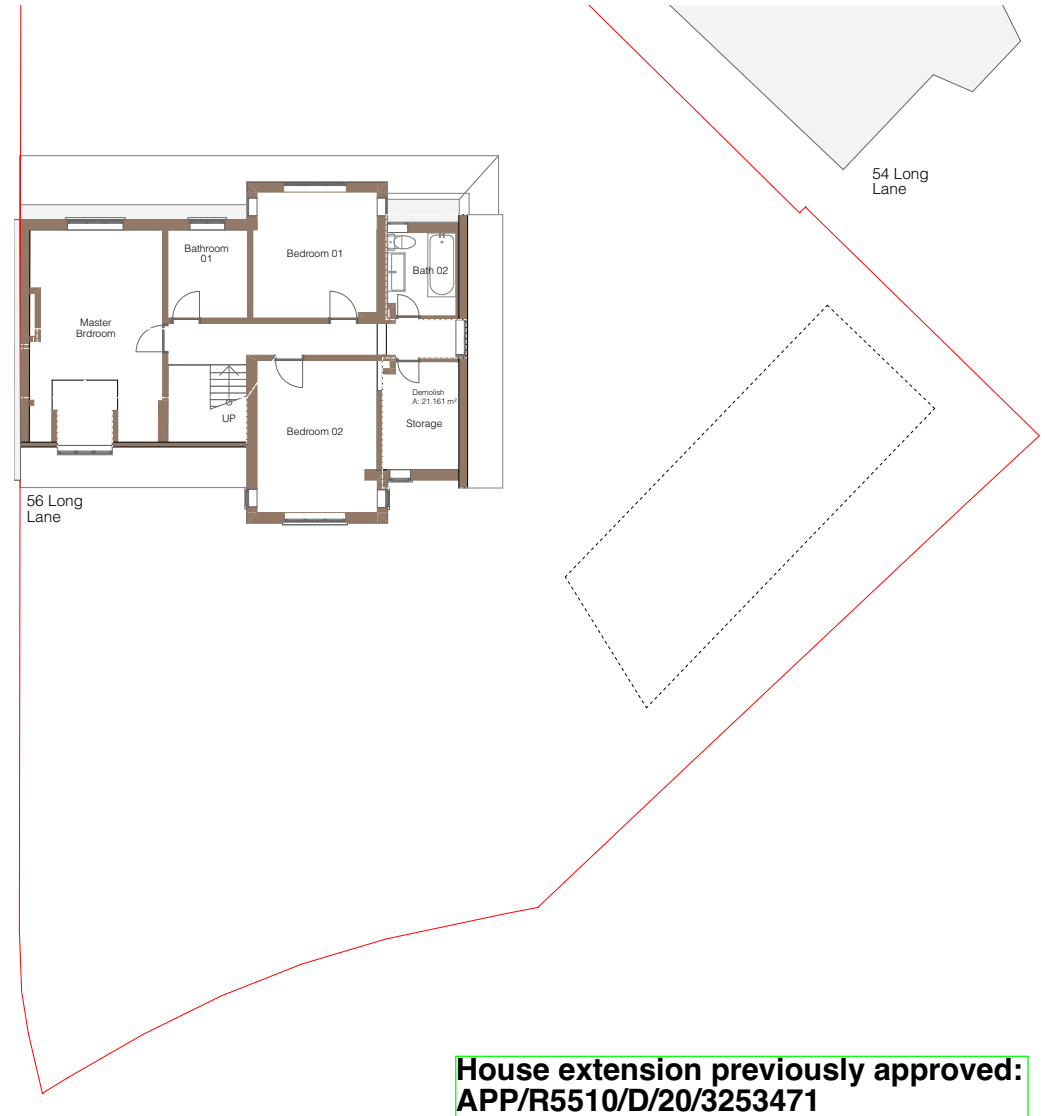 54 Long
Lane
Bathroom
01
Bedroom 01
Bath 02
Master
Brdroom
Demolish
A: 21.161 m²
UP
Storage
Bedroom 02
56 Long
Lane
House extension previously approved:
APP/R5510/D/20/3253471